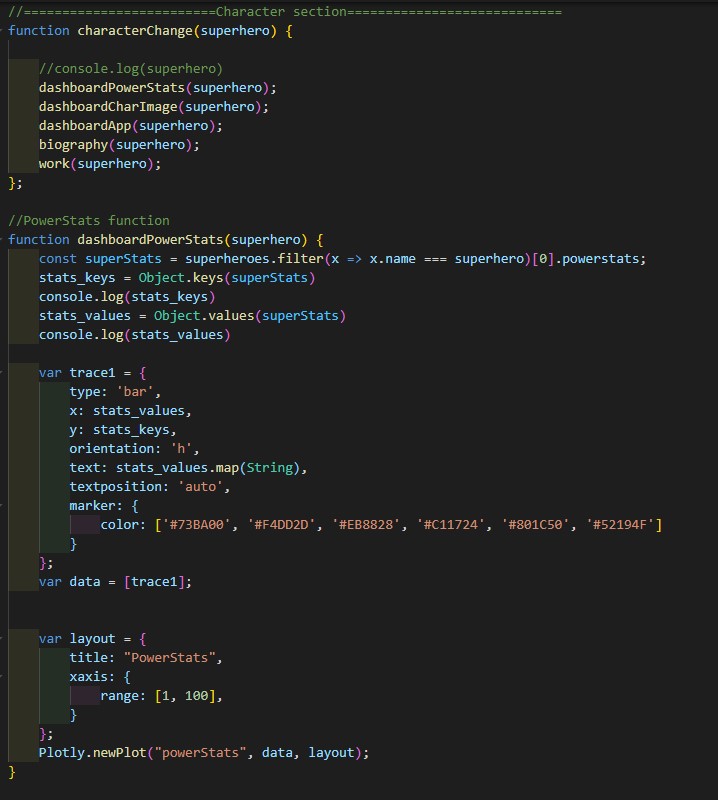 //=========================Character section============================
function characterChange(superhero) {
//console.log(superhero)
dashboardPowerStats(superhero);
dashboardCharImage(superhero);
dashboardApp(superhero);
biography(superhero);
work(superhero);
};
//PowerStats function
function dashboardPowerStats(superhero) {
const superStats = superheroes.filter(x => x.name === superhero)[0].powerstats;
stats_keys = Object.keys(superStats)
console.log(stats_keys)
stats_values = Object.values(superStats)
console.log(stats_values)
var trace1 = {
type: 'bar',
x: stats_values,
y: stats_keys,
orientation: 'h',
text: stats_values.map(String),
textposition: 'auto',
marker: {
color: ['#73BA00', '#F4DD2D', '#EB8828', '#C11724', '#801C50', '#52194F']
}
};
var data = [trace1];
var layout = {
title: "PowerStats",
xaxis: {
range: [1, 100],
}
};
Plotly.newPlot("powerStats", data, layout);
}